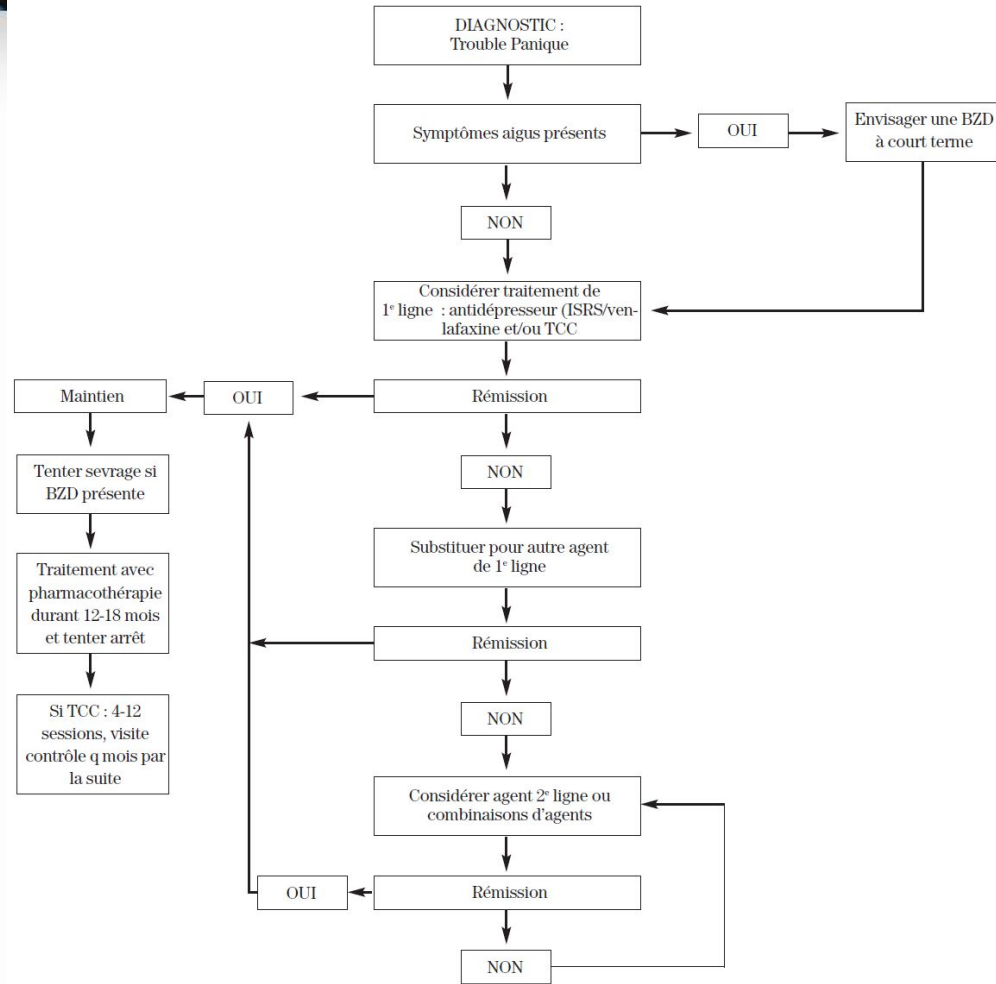 DIAGNOSTIC :
Trouble Panique
Symptômes aigus présents
OUI
Envisager une BZD
à court terme
NON
Considérer traitement de
1e ligne : antidépresseur (ISRS/ven-
lafaxine et/ou TCC
Maintien
OUI
Rémission
Tenter sevrage si
BZD présente
NON
Substituer pour autre agent
de 1e ligne
Traitement avec
pharmacothérapie
durant 12-18 mois
et tenter arrêt
Rémission
Si TCC : 4-12
sessions, visite
contrôle q mois par
la suite
NON
Considérer agent 2e ligne ou
combinaisons d'agents
OUI
Rémission
NON